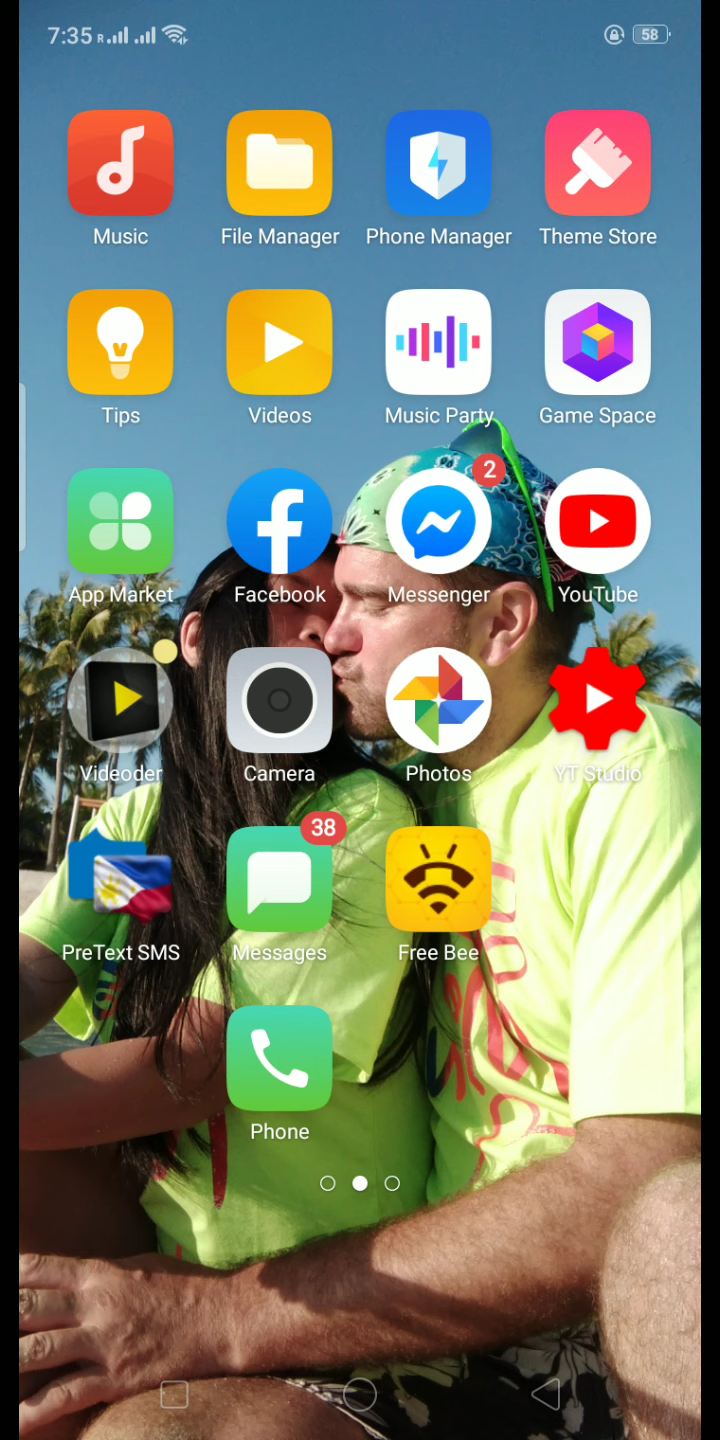 7:35 R 58
Music File Manager Phone Manager Theme Store
Tips Videos Music Party Game Space
2
App Market Facebook Messenger YouTube
Videoder Camera Photos YT Studio
38
PreText SMS Messages Free Bee
Phone